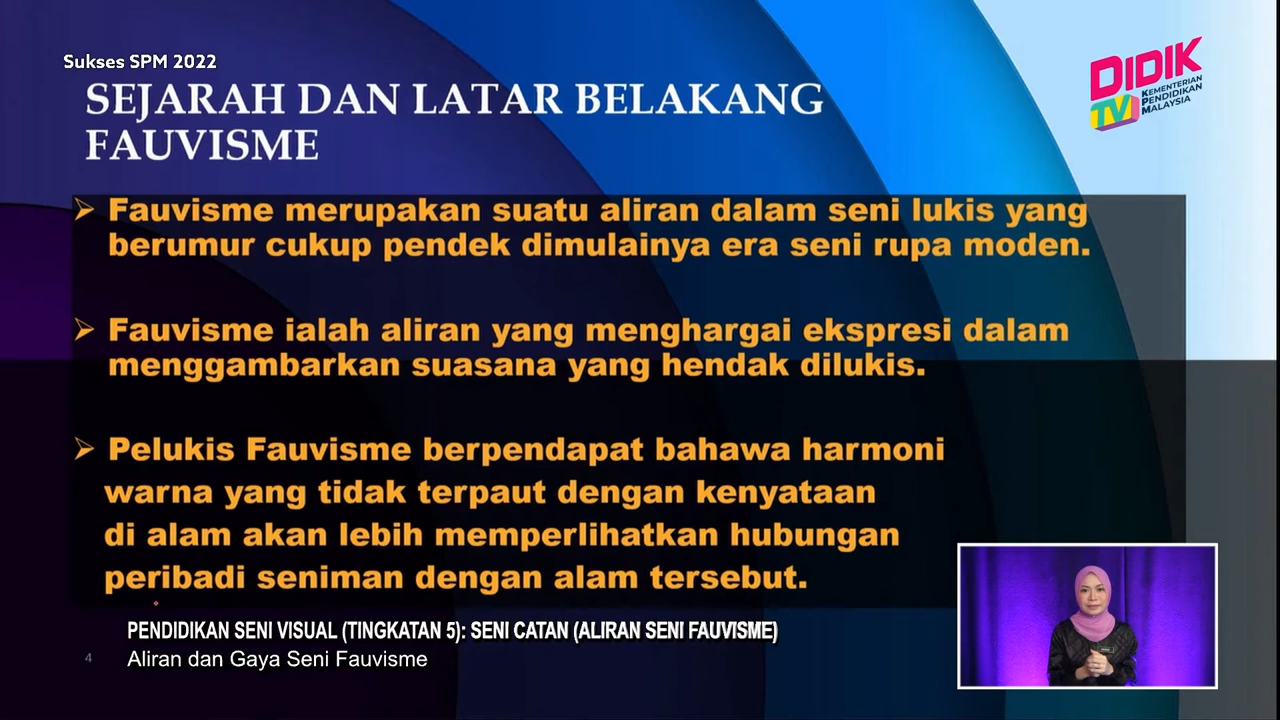 Sukses SPM 2022
SEJARAH DAN LATAR BELAKANG
FAUVISME
DIDIK
TV
KEMENTERIAN
PENDIDIKAN
MALAYSIA
➢ Fauvisme merupakan suatu aliran dalam seni lukis yang
berumur cukup pendek dimulainya era seni rupa moden.
➢ Fauvisme ialah aliran yang menghargai ekspresi dalam
menggambarkan suasana yang hendak dilukis.
➢ Pelukis Fauvisme berpendapat bahawa harmoni
warna yang tidak terpaut dengan kenyataan
di alam akan lebih memperlihatkan hubungan
peribadi seniman dengan alam tersebut.
PENDIDIKAN SENI VISUAL (TINGKATAN 5): SENI CATAN (ALIRAN SENI FAUVISME)
4
Aliran dan Gaya Seni Fauvisme